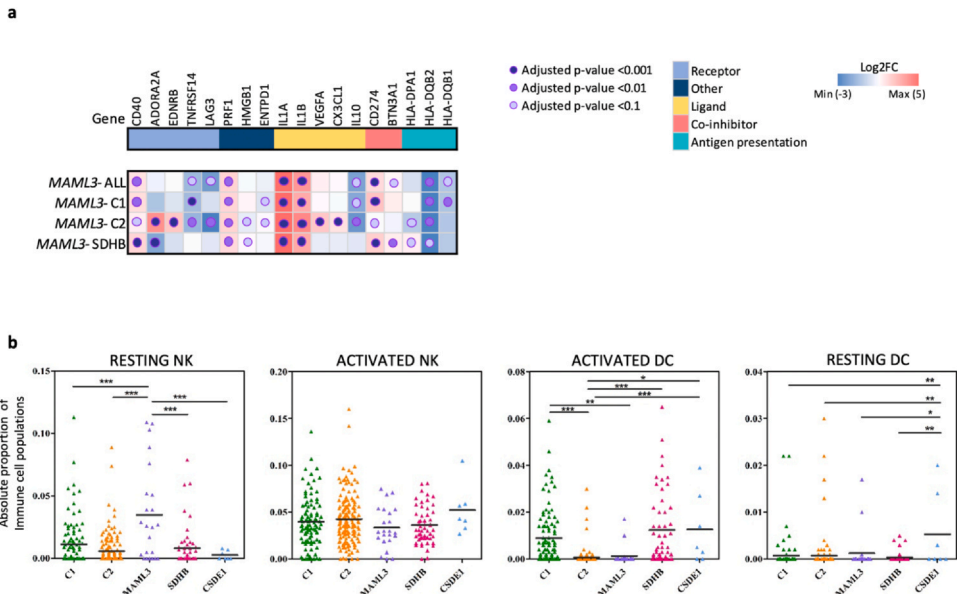 a
Gene
CD40
ADORA2A
EDNRB
TNFRSF14
LAG3
PRF1
HMGB1
ENTPD1
IL1A
IL1B
VEGFA
CX3CL1
IL10
CD274
BTN3A1
HLA-DPA1
HLA-DQB2
HLA-DQB1
Adjusted p-value <0.001
Adjusted p-value <0.01
Adjusted p-value <0.1
Receptor
Other
Ligand
Co-inhibitor
Antigen presentation
Log2FC
Min (-3) Max (5)
MAML3- ALL
MAML3- C1
MAML3- C2
MAML3- SDHB
b
Absolute proportion of
Immune cell populations
RESTING NK
0.15
0.10
0.05
0.00
***
***
***
***
C1 C2 MAML3 SDHB CSDE1
ACTIVATED NK
0.20
0.15
0.10
0.05
0.00
C1 C2 MAML3 SDHB CSDE1
ACTIVATED DC
0.08
0.06
0.04
0.02
0.00
*
***
***
**
***
C1 C2 MAML3 SDHB CSDE1
RESTING DC
0.04
0.03
0.02
0.01
0.00
**
**
*
**
C1 C2 MAML3 SDHB CSDE1